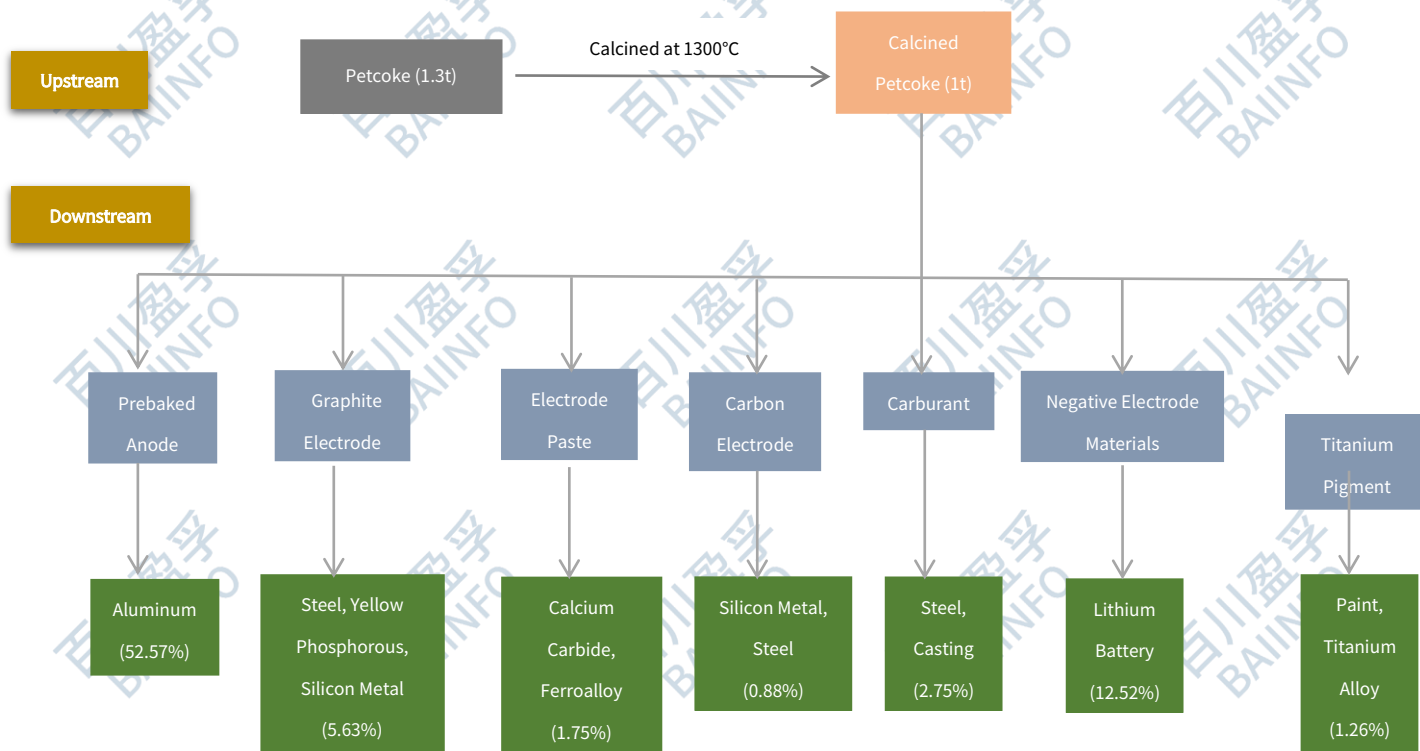 Upstream
Petcoke (1.3t)
Calcined at 1300°C
Calcined
Petcoke (1t)
Downstream
Prebaked
Anode
Graphite
Electrode
Electrode
Paste
Carbon
Electrode
Carburant
Negative Electrode
Materials
Titanium
Pigment
Aluminum
(52.57%)
Steel, Yellow
Phosphorous,
Silicon Metal
(5.63%)
Calcium
Carbide,
Ferroalloy
(1.75%)
Silicon Metal,
Steel
(0.88%)
Steel,
Casting
(2.75%)
Lithium
Battery
(12.52%)
Paint,
Titanium
Alloy
(1.26%)
百川盈孚
BAIINFO